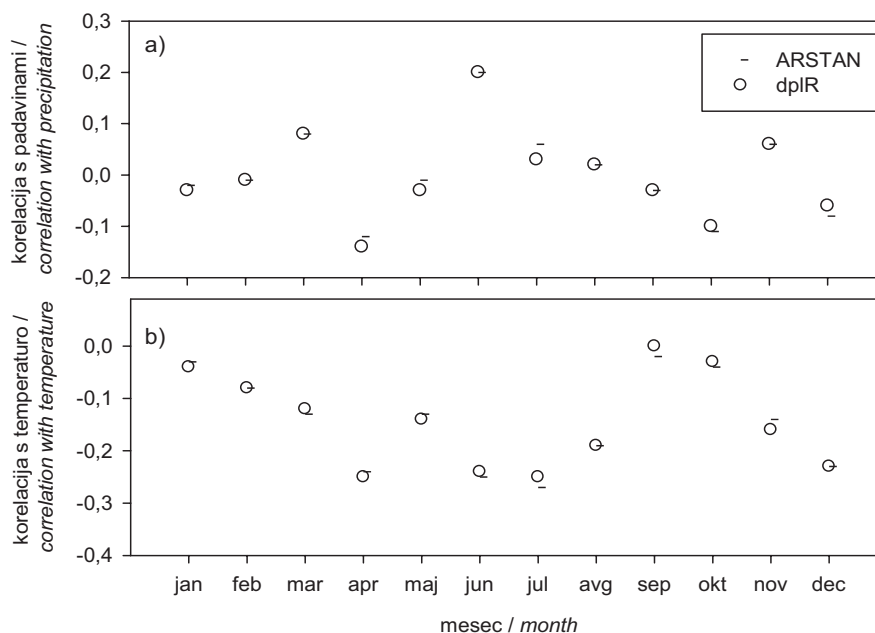 korelacija s padavinami /
correlation with precipitation
a)
0,3
0,2
0,1
0,0
-0,1
-0,2
ARSTAN
dplR
korelacija s temperaturo /
correlation with temperature
b)
0,0
-0,1
-0,2
-0,3
-0,4
jan feb mar apr maj jun jul avg sep okt nov dec
mesec / month